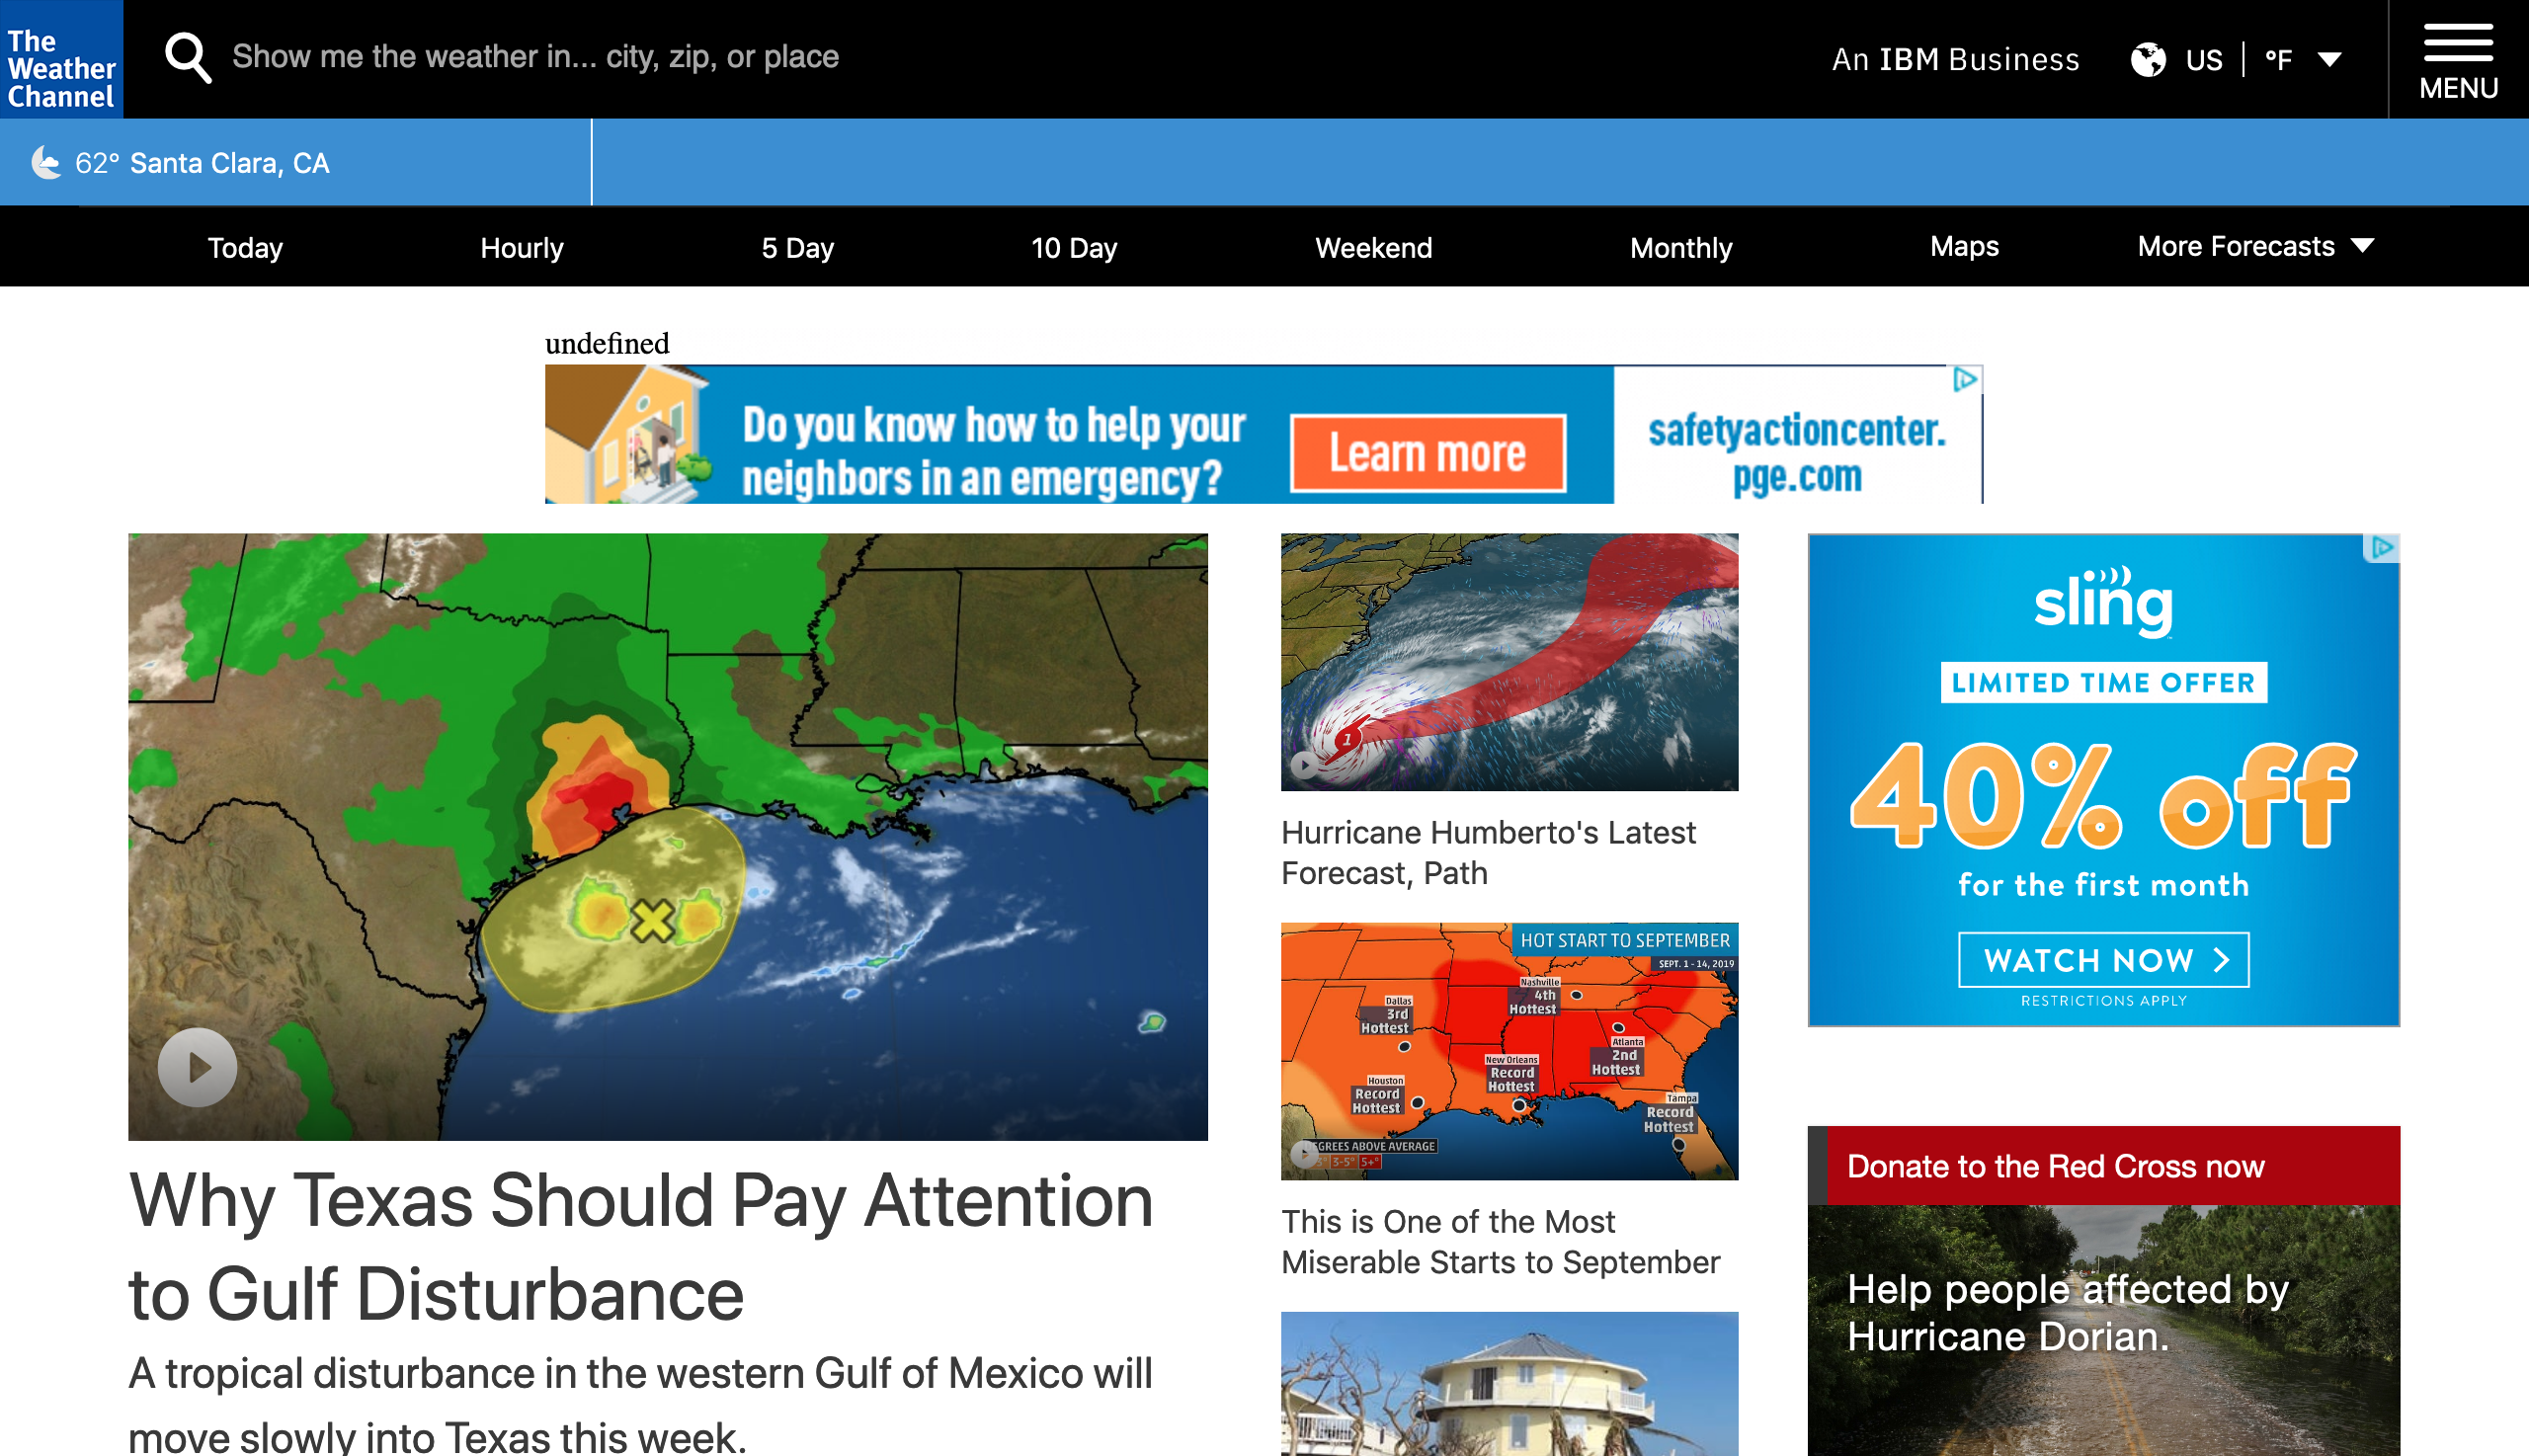 The
Weather
Channel
Show me the weather in... city, zip, or place
An IBM Business
US
°F
MENU
62° Santa Clara, CA
Today
Hourly
5 Day
10 Day
Weekend
Monthly
Maps
More Forecasts
undefined
Do you know how to help your
neighbors in an emergency?
Learn more
safetyactioncenter.
pge.com
Why Texas Should Pay Attention
to Gulf Disturbance
A tropical disturbance in the western Gulf of Mexico will
move slowly into Texas this week.
1
Hurricane Humberto's Latest
Forecast, Path
HOT START TO SEPTEMBER
SEPT. 1 - 14, 2019
Nashville
4th
Hottest
Dallas
3rd
Hottest
Atlanta
2nd
Hottest
New Orleans
Record
Hottest
Houston
Record
Hottest
Tampa
Record
Hottest
EGREES ABOVE AVERAGE
3-5° 5+°
This is One of the Most
Miserable Starts to September
sling
LIMITED TIME OFFER
40% off
for the first month
WATCH NOW
RESTRICTIONS APPLY
Donate to the Red Cross now
Help people affected by
Hurricane Dorian.